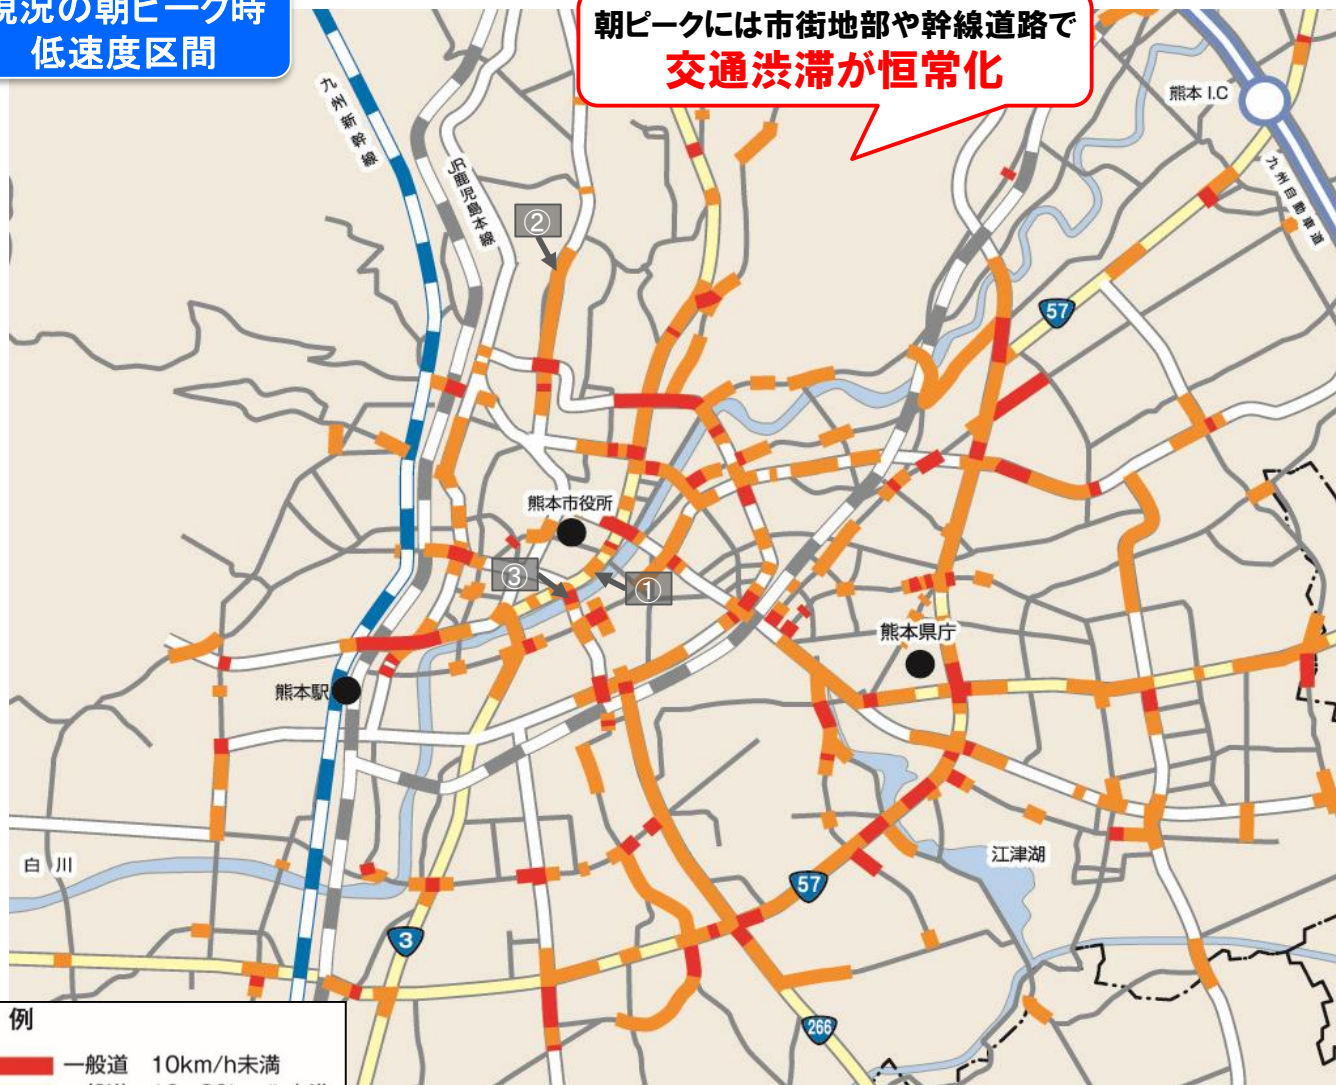 現況の朝ピーク時
低速度区間
朝ピークには市街地部や幹線道路で
交通渋滞が恒常化
九州新幹線
JR鹿児島本線
熊本I.C
九州自動車道
②
57
熊本市役所
③
①
熊本県庁
熊本駅
白川
江津湖
57
3
266
例
一般道 10km/h未満